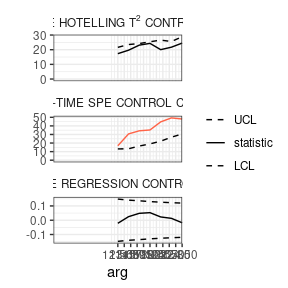 E HOTELLING T² CONTR
30
20
10
0
-TIME SPE CONTROL C
50
40
30
20
10
0
E REGRESSION CONTRO
0.1
0.0
-0.1
arg
UCL
statistic
LCL